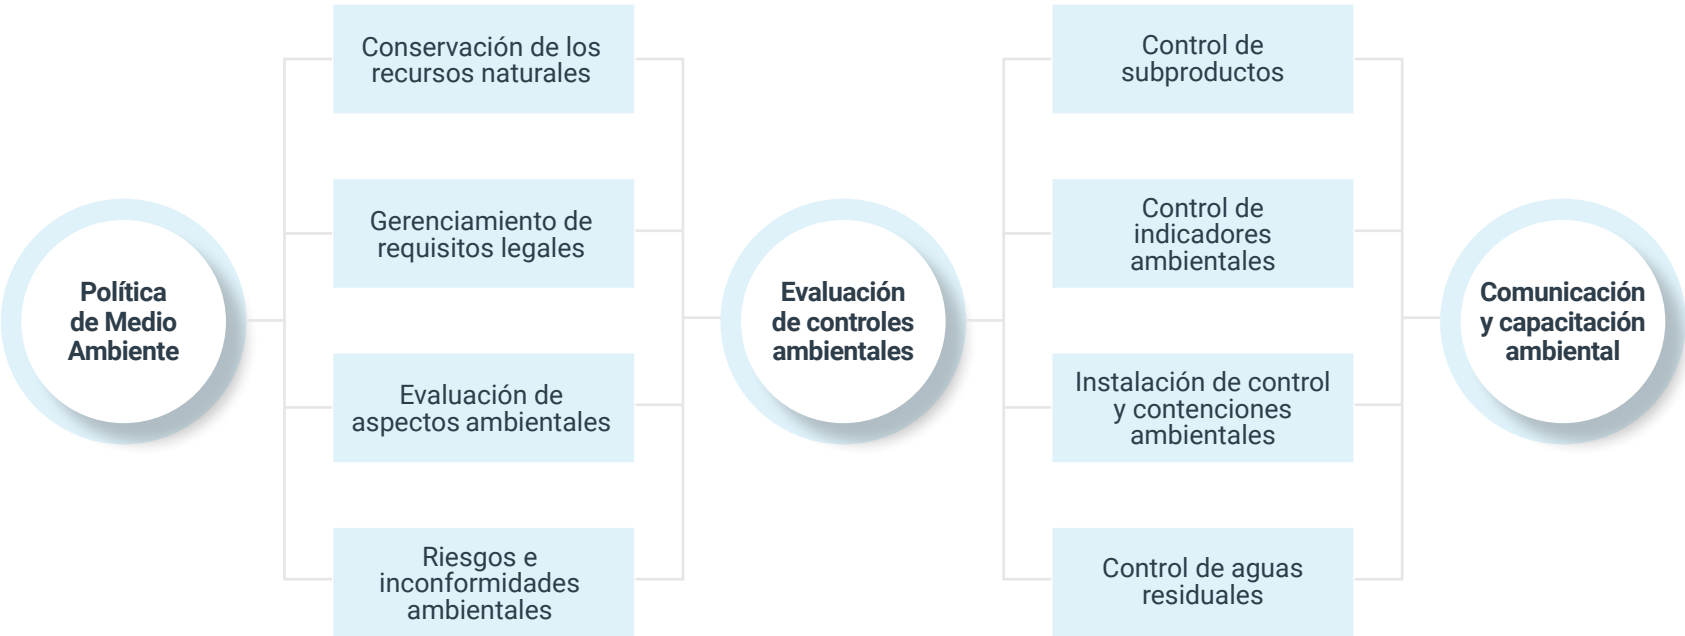 Política
de Medio
Ambiente
Conservación de los
recursos naturales
Gerenciamiento de
requisitos legales
Evaluación de
aspectos ambientales
Riesgos e
inconformidades
ambientales
Evaluación
de controles
ambientales
Control de
subproductos
Control de
indicadores
ambientales
Instalación de control
y contenciones
ambientales
Control de aguas
residuales
Comunicación
y capacitación
ambiental